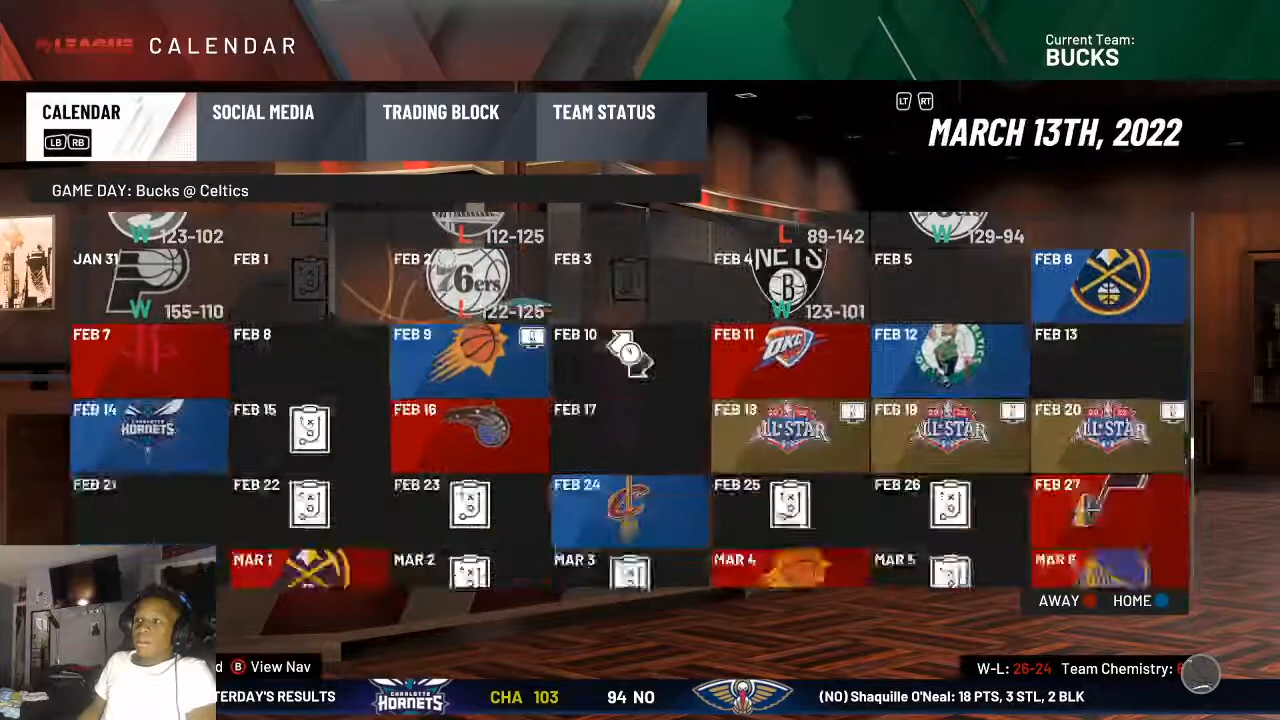 LEAGUE CALENDAR
Current Team:
BUCKS
CALENDAR
LB RB
SOCIAL MEDIA
TRADING BLOCK
TEAM STATUS
LT RT
MARCH 13TH, 2022
GAME DAY: Bucks @ Celtics
W 123-102
L 112-125
L 89-142
W 129-94
JAN 31 W 155-110
FEB 1
FEB 2 76ers L 122-125
FEB 3
FEB 4 NETS B W 123-101
FEB 5
FEB 6
FEB 7
FEB 8
FEB 9
FEB 10
FEB 11 OKC
FEB 12
FEB 13
FEB 14 HORNETS
FEB 15
FEB 16
FEB 17
FEB 18 ALL-STAR
FEB 19 ALL-STAR
FEB 20 ALL-STAR
FEB 21
FEB 22
FEB 23
FEB 24
FEB 25
FEB 26
FEB 27
MAR 1
MAR 2
MAR 3
MAR 4
MAR 5
MAR 6
AWAY HOME
d B View Nav
W-L: 26-24 Team Chemistry:
TERDAY'S RESULTS HORNETS CHA 103 94 NO (NO) Shaquille O'Neal: 18 PTS, 3 STL, 2 BLK